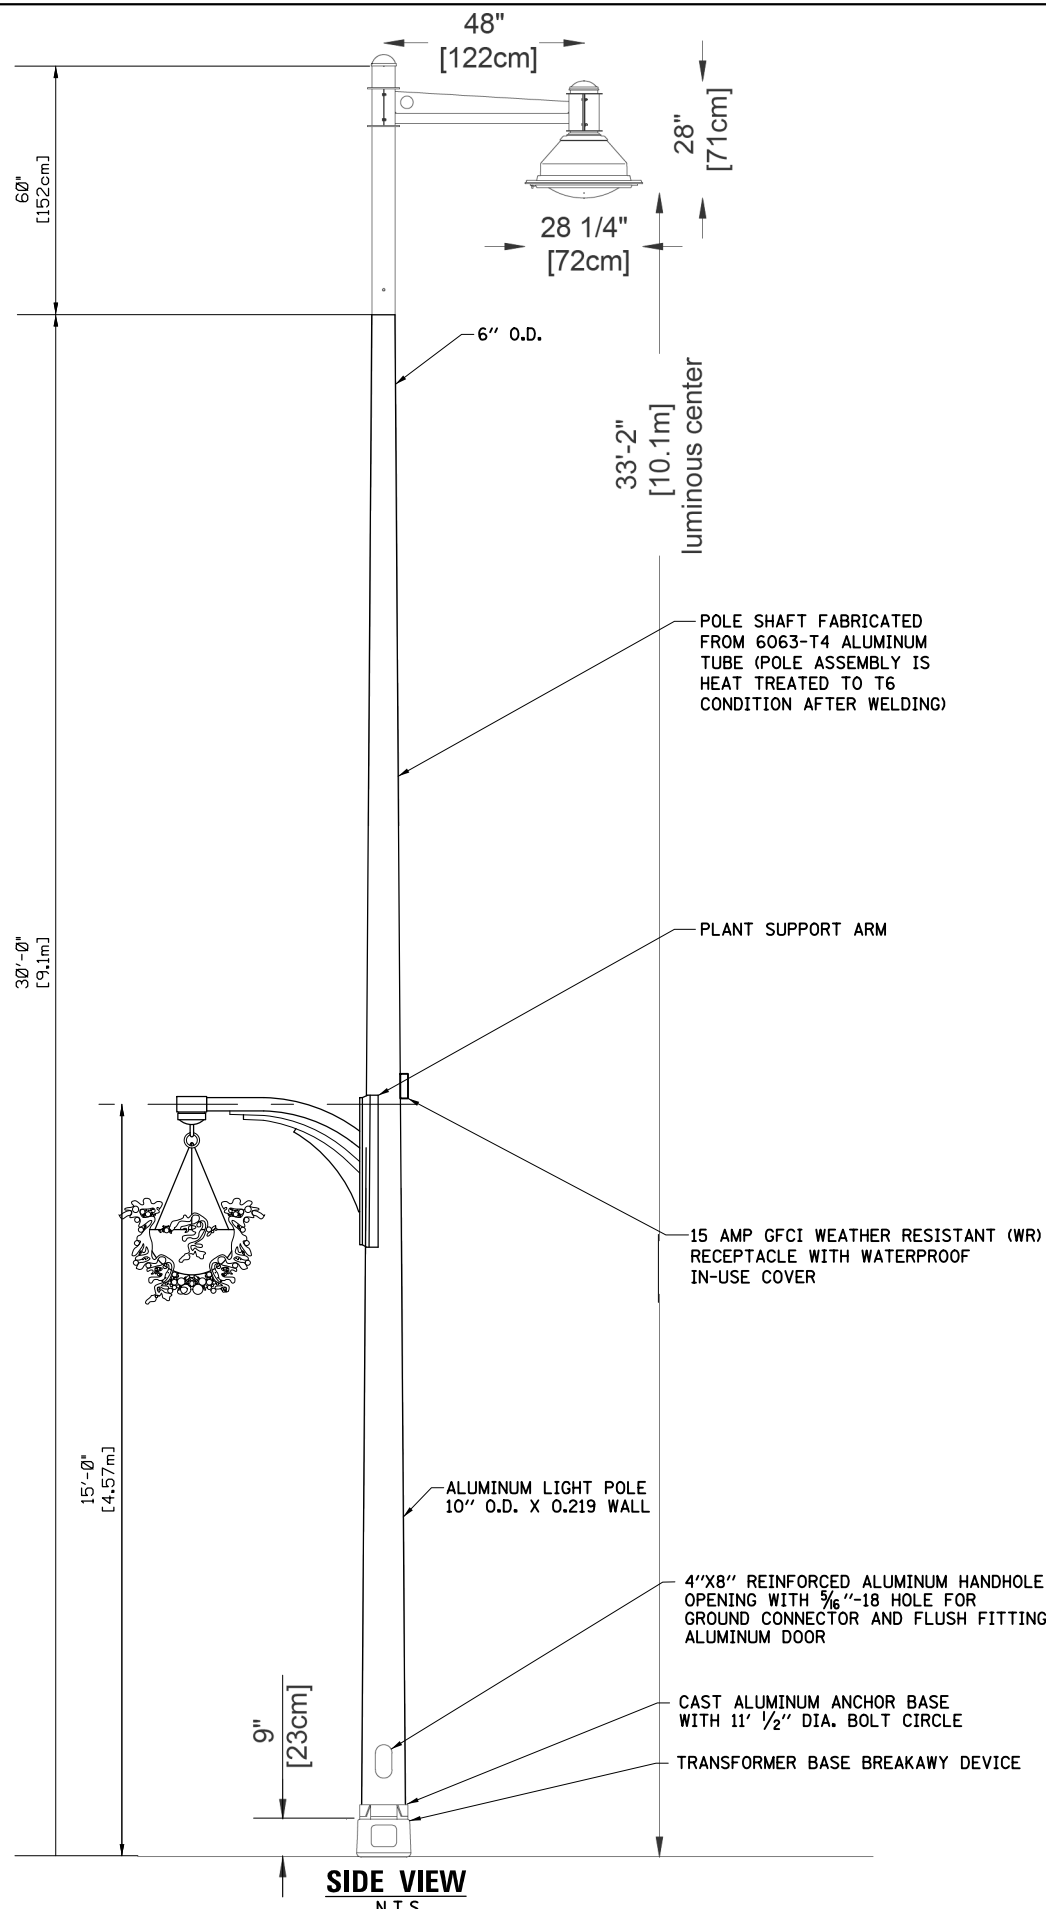 48"
[122cm]
28"
[71cm]
60"
[152cm]
28 1/4"
[72cm]
6" O.D.
33'-2"
[10.1m]
luminous center
POLE SHAFT FABRICATED
FROM 6063-T4 ALUMINUM
TUBE (POLE ASSEMBLY IS
HEAT TREATED TO T6
CONDITION AFTER WELDING)
PLANT SUPPORT ARM
30'-0"
[9.1m]
15 AMP GFCI WEATHER RESISTANT (WR)
RECEPTACLE WITH WATERPROOF
IN-USE COVER
15'-0"
[4.57m]
ALUMINUM LIGHT POLE
10" O.D. X 0.219 WALL
4"X8" REINFORCED ALUMINUM HANDHOLE
OPENING WITH 5/16"-18 HOLE FOR
GROUND CONNECTOR AND FLUSH FITTING
ALUMINUM DOOR
9"
[23cm]
CAST ALUMINUM ANCHOR BASE
WITH 11' 1/2" DIA. BOLT CIRCLE
TRANSFORMER BASE BREAKAWY DEVICE
SIDE VIEW
N.T.S.